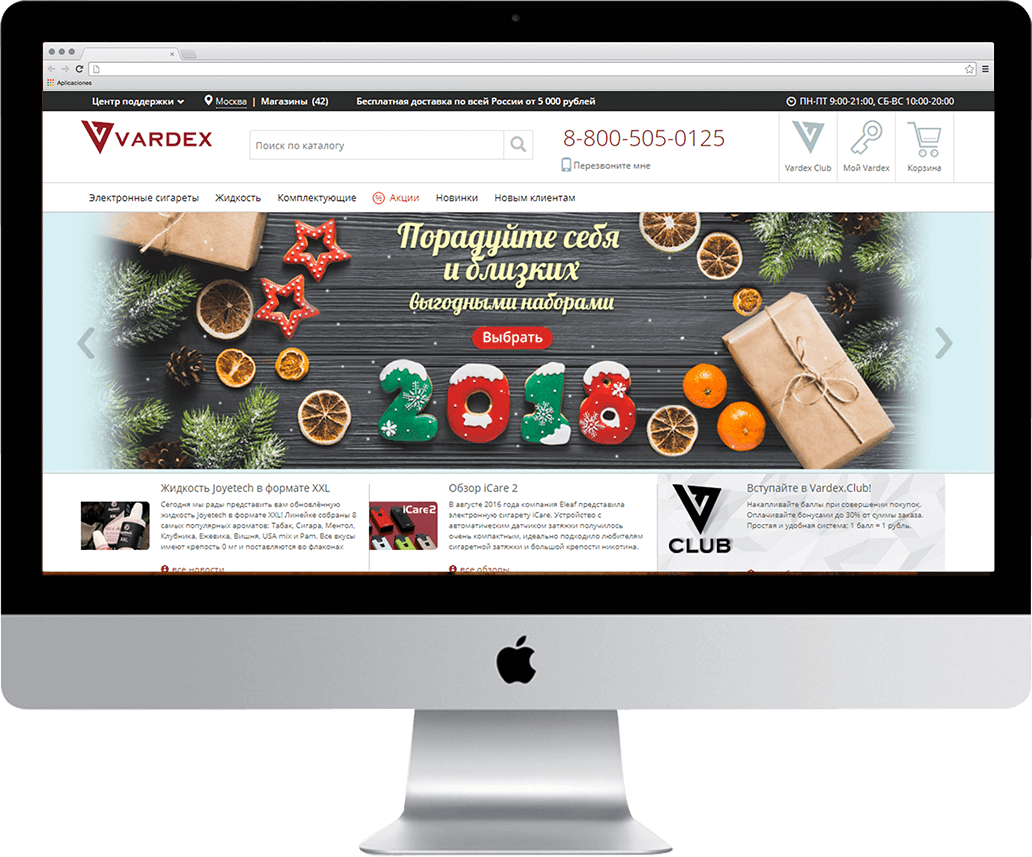 Aplicaciones
Центр поддержки
Москва | Магазины (42)
Бесплатная доставка по всей России от 5 000 рублей
ПН-ПТ 9:00-21:00, СБ-ВС 10:00-20:00
VARDEX
Поиск по каталогу
8-800-505-0125
Перезвоните мне
Vardex Club
Мой Vardex
Корзина
Электронные сигареты
Жидкость
Комплектующие
% Акции
Новинки
Новым клиентам
Порадуйте себя
и близких
выгодными наборами
Выбрать
2018
Жидкость Joyetech в формате XXL
Сегодня мы рады представить вам обновлённую
жидкость Joyetech в формате XXL! Линейке собраны 8
самых популярных ароматов: Табак, Сигара, Ментол,
Клубника, Ежевика, Вишня, USA mix и Pam. Все вкусы
имеют крепость 0 мг и поставляются во флаконах
все новости
XXL
Обзор iCare 2
В августе 2016 года компания Eleaf представила
электронную сигарету iCare. Устройство с
автоматическим датчиком затяжки получилось
очень компактным, идеально подходило любителям
сигаретной затяжки и большой крепости никотина.
все обзоры
iCare2
CLUB
Вступайте в Vardex.Club!
Накапливайте баллы при совершении покупок.
Оплачивайте бонусами до 30% от суммы заказа.
Простая и удобная система: 1 балл = 1 рубль.